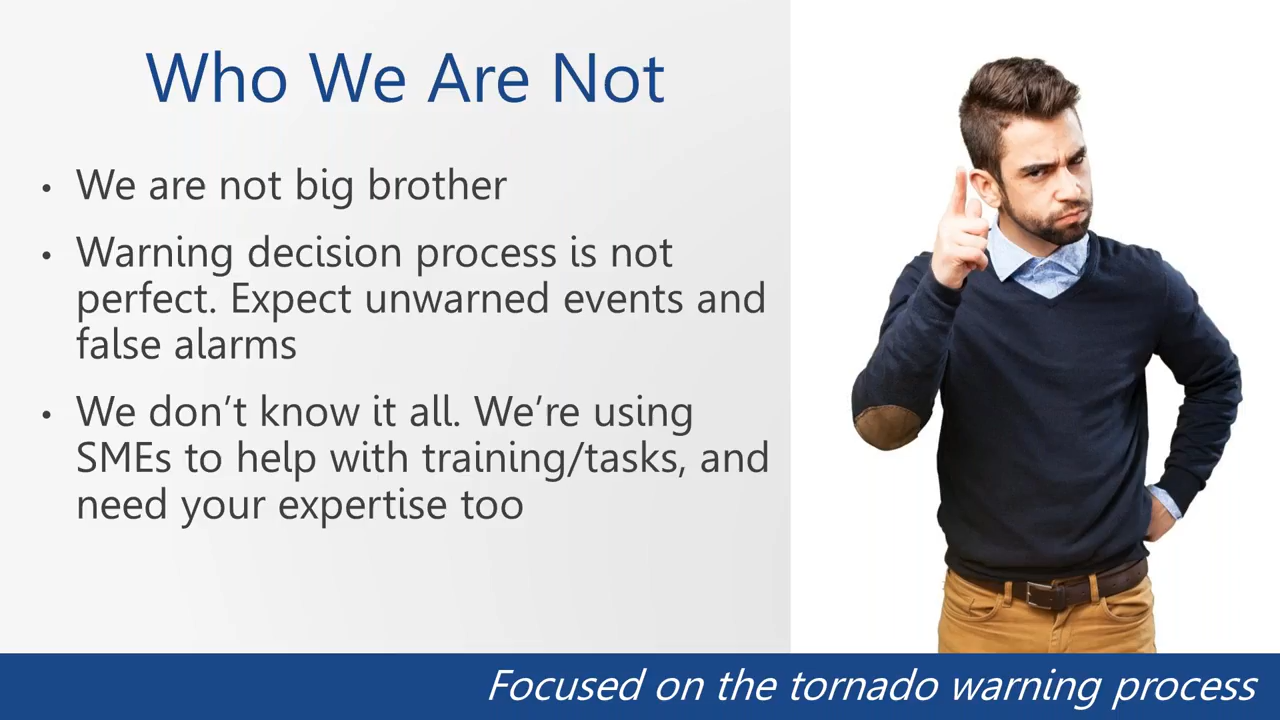 Who We Are Not
• We are not big brother
• Warning decision process is not
perfect. Expect unwarned events and
false alarms
• We don’t know it all. We’re using
SMEs to help with training/tasks, and
need your expertise too
Focused on the tornado warning process